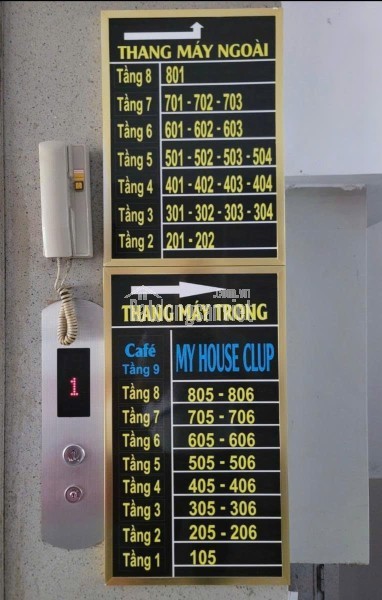 THANG MÁY NGOÀI
Tầng 8 801
Tầng 7 701 - 702 - 703
Tầng 6 601 - 602 - 603
Tầng 5 501 - 502 - 503 - 504
Tầng 4 401 - 402 - 403 - 404
Tầng 3 301 - 302 - 303 - 304
Tầng 2 201 - 202
THANG MÁY TRONG
Café MY HOUSE CLUP
Tầng 9
Tầng 8 805 - 806
Tầng 7 705 - 706
Tầng 6 605 - 606
Tầng 5 505 - 506
Tầng 4 405 - 406
Tầng 3 305 - 306
Tầng 2 205 - 206
Tầng 1 105
1